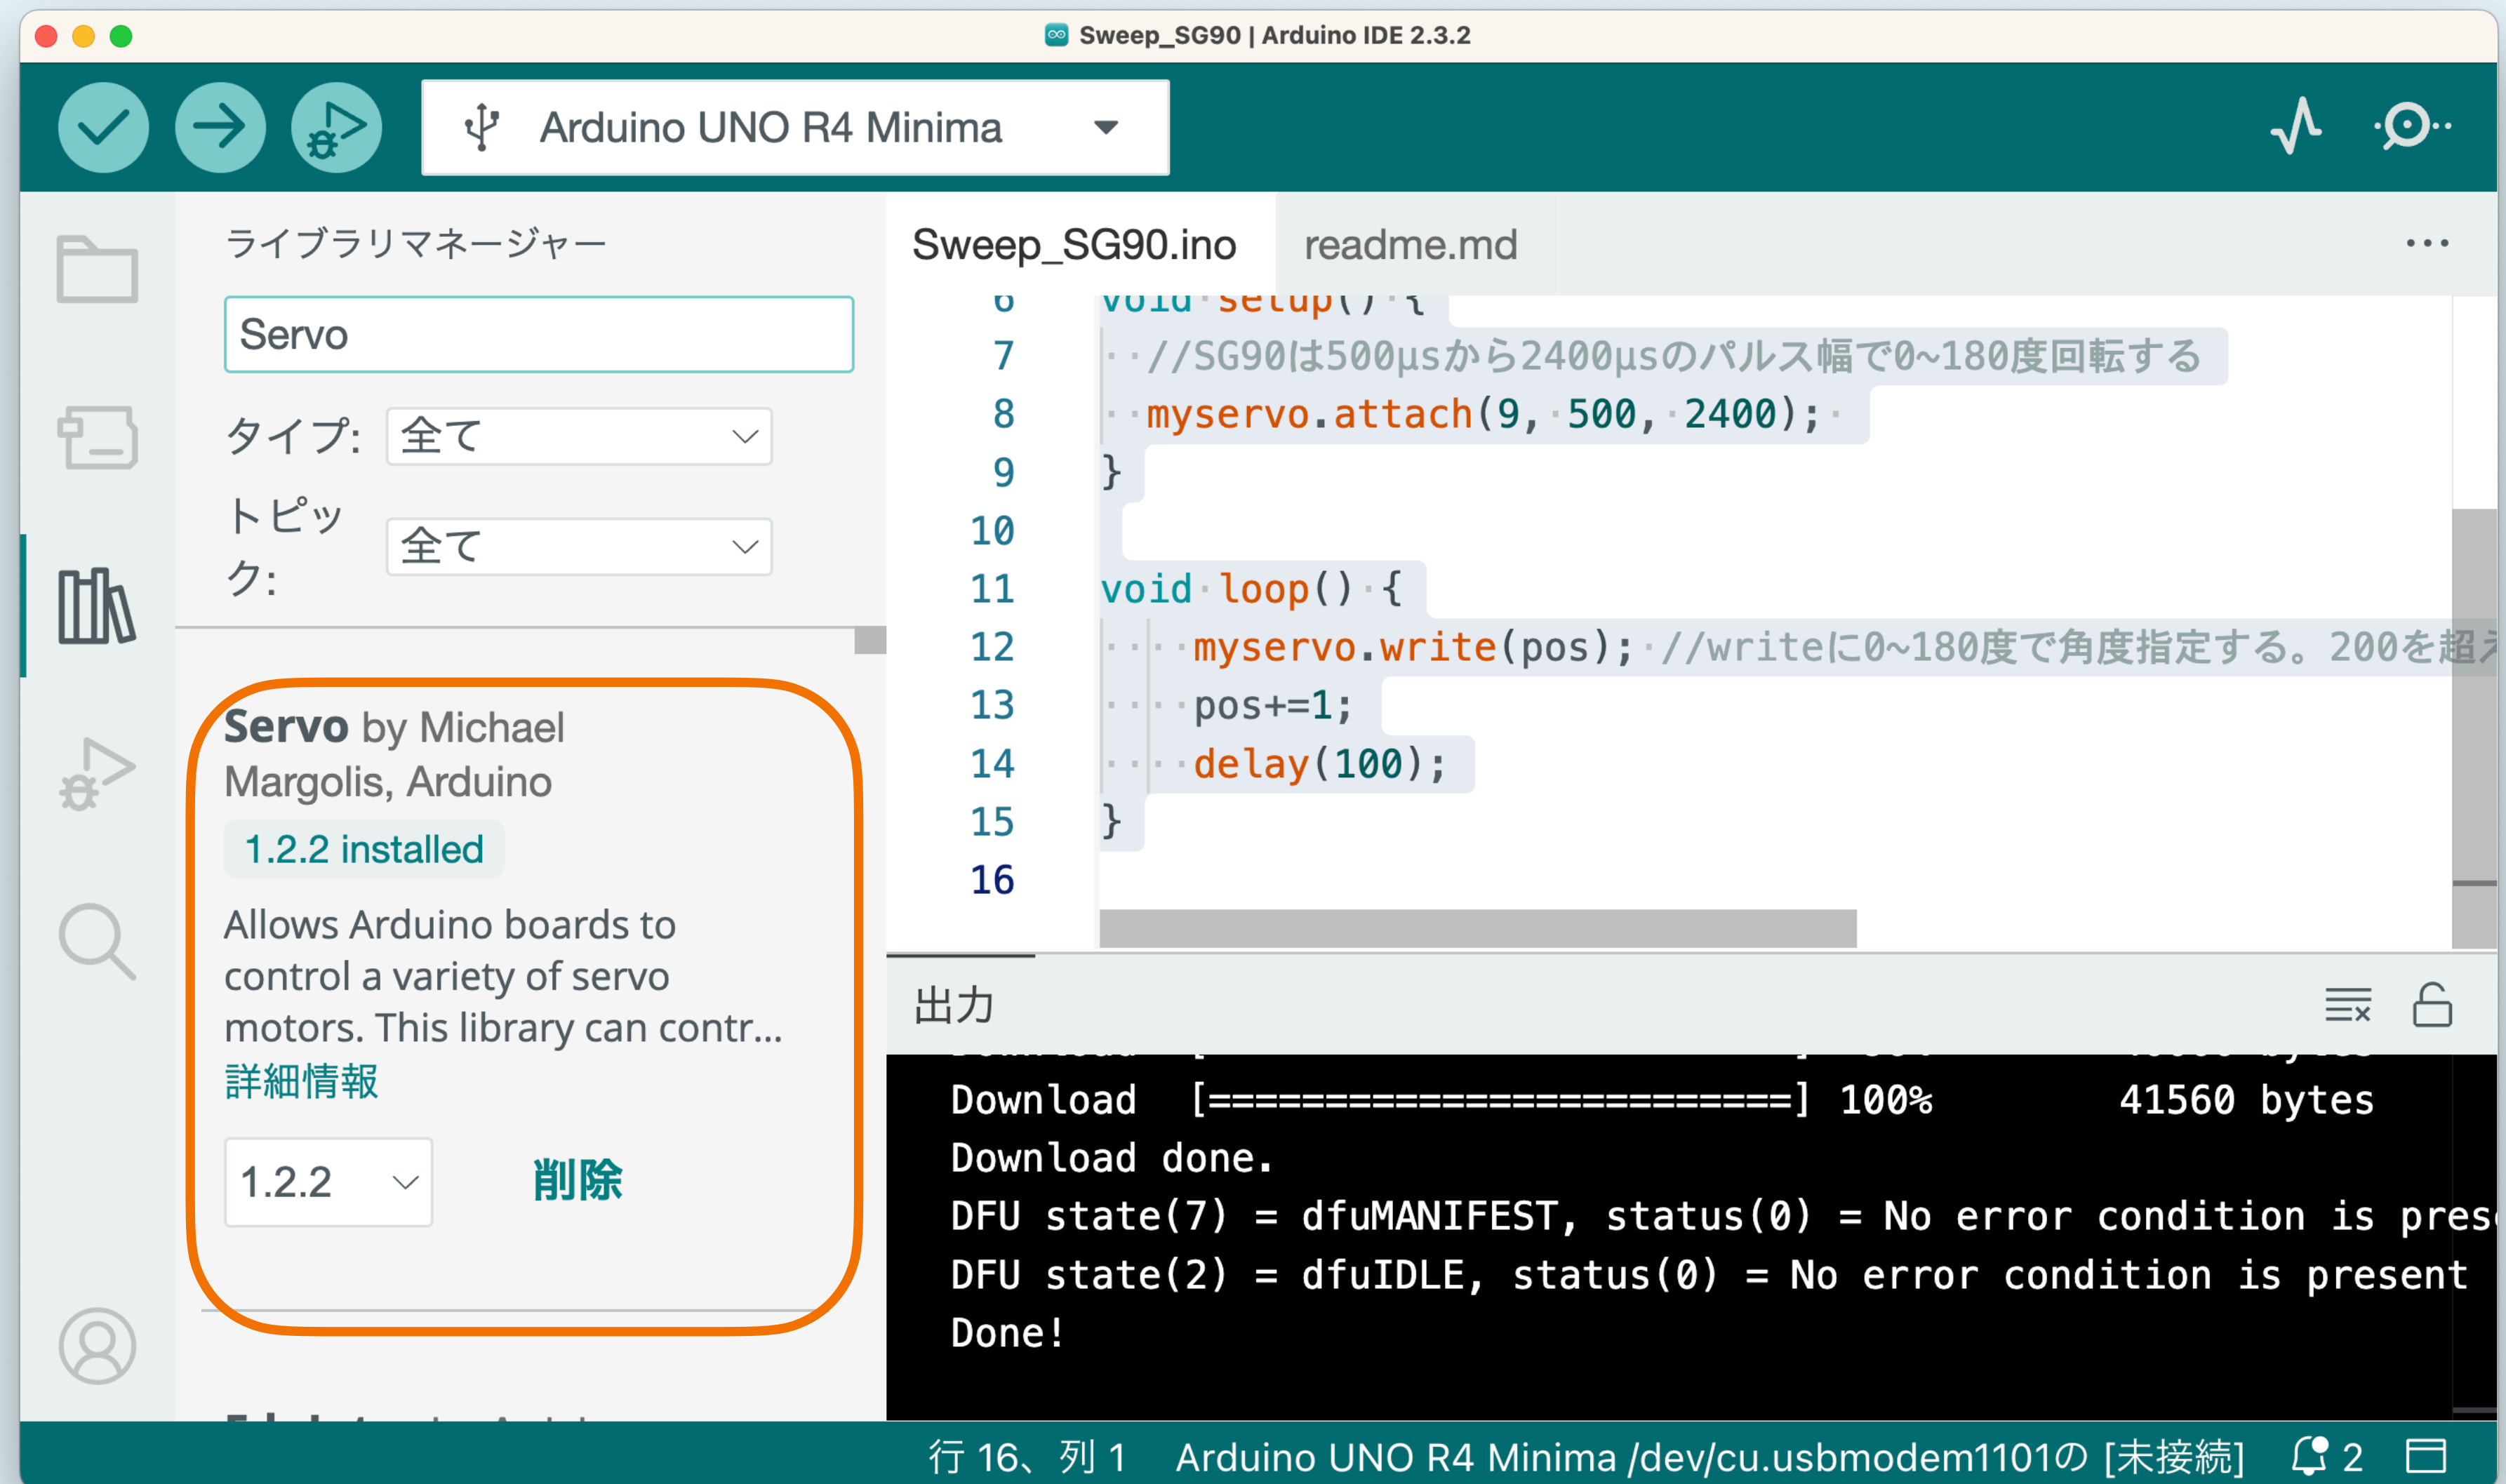 Sweep_SG90 | Arduino IDE 2.3.2
Arduino UNO R4 Minima
ライブラリマネージャー
Servo
タイプ: 全て
トピッ
ク:
全て
Servo by Michael
Margolis, Arduino
1.2.2 installed
Allows Arduino boards to
control a variety of servo
motors. This library can contr...
詳細情報
1.2.2
削除
Sweep_SG90.ino readme.md
6 void setup() {
7 //SG90は500μsから2400μsのパルス幅で0~180度回転する
8 myservo.attach(9, 500, 2400);
9 }
10
11 void loop() {
12 myservo.write(pos); //writeに0~180度で角度指定する。200を超え
13 pos+=1;
14 delay(100);
15 }
16
出力
Download [=========================] 100% 41560 bytes
Download done.
DFU state(7) = dfuMANIFEST, status(0) = No error condition is pres
DFU state(2) = dfuIDLE, status(0) = No error condition is present
Done!
行 16、列 1 Arduino UNO R4 Minima /dev/cu.usbmodem1101の [未接続] 2